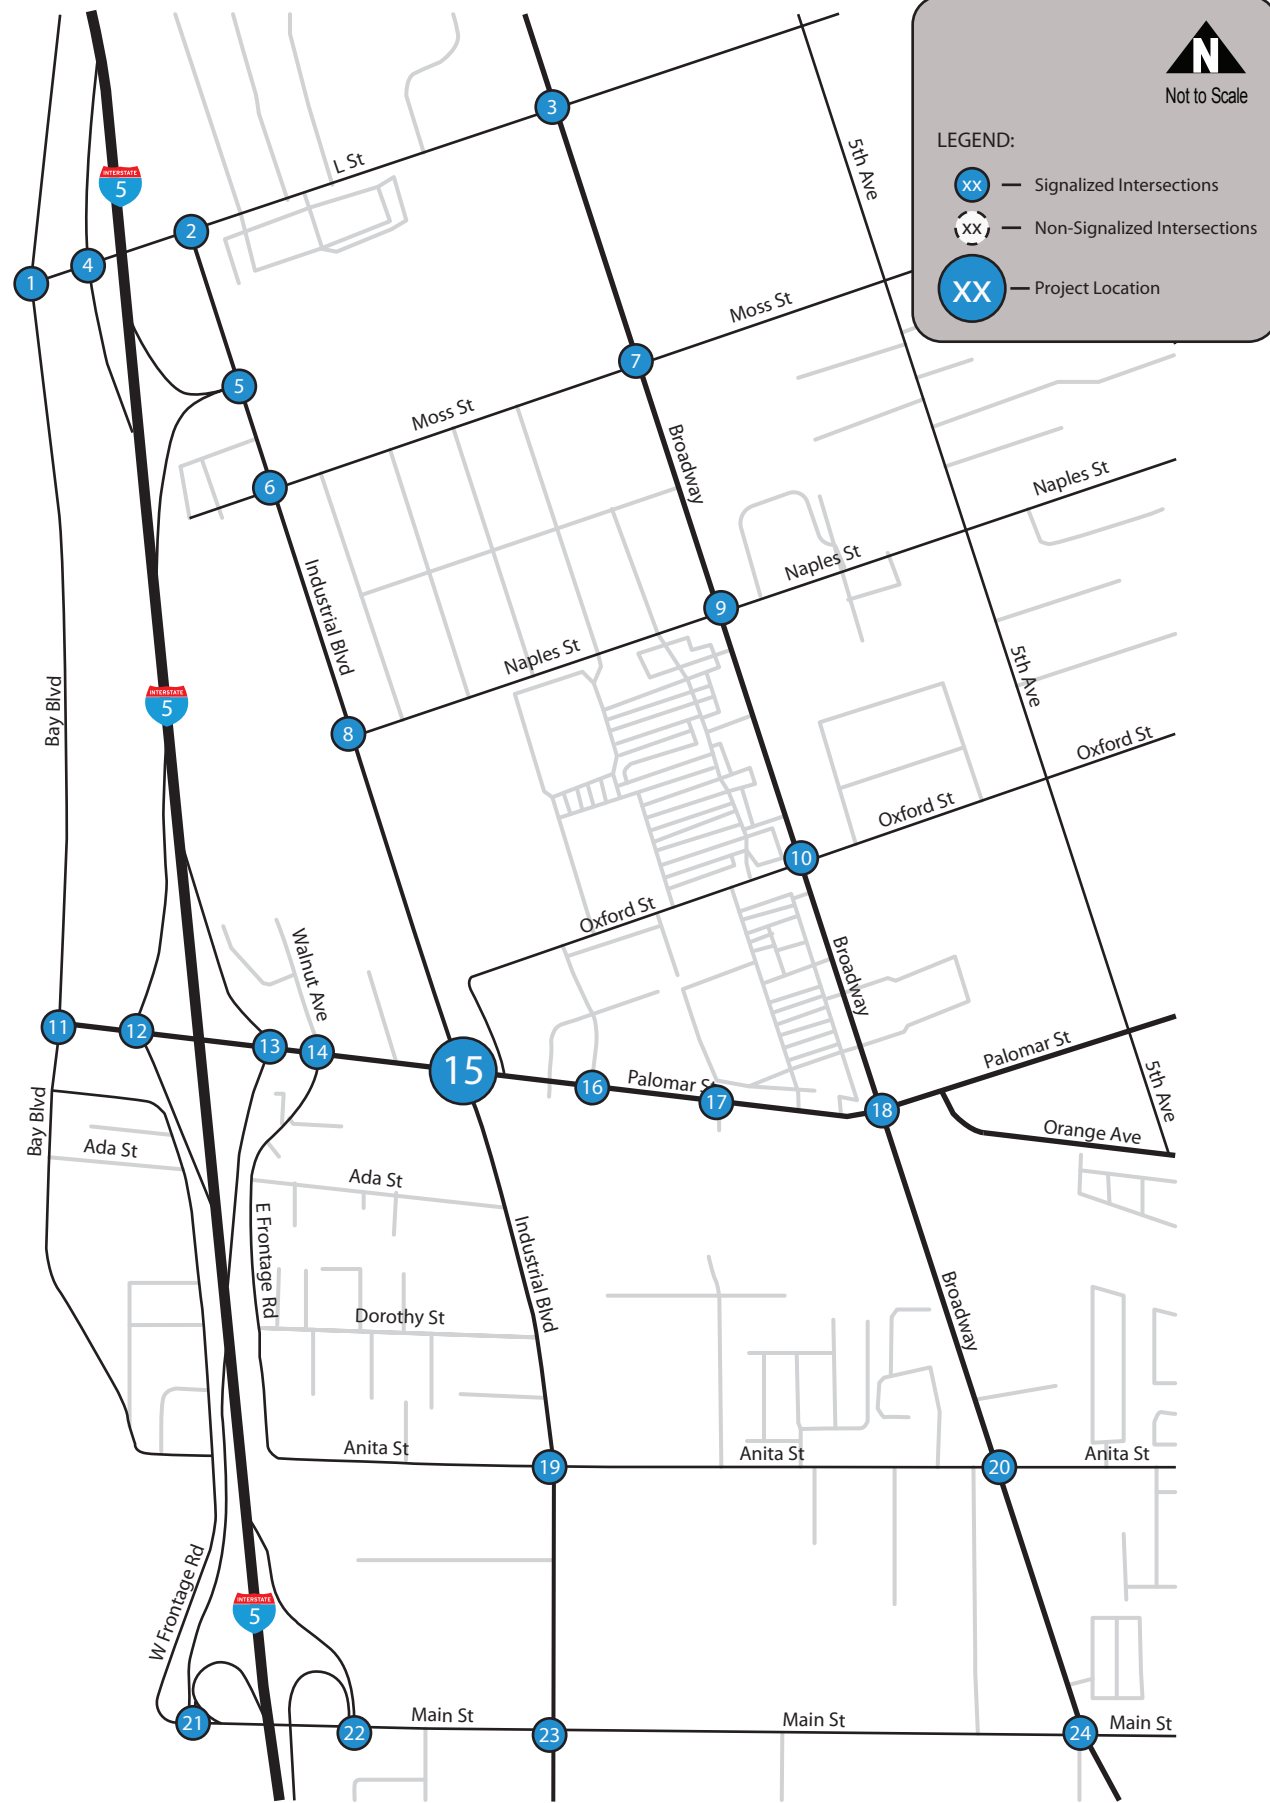 N
Not to Scale
LEGEND:
XX — Signalized Intersections
XX — Non-Signalized Intersections
XX — Project Location
3
L St
5th Ave
INTERSTATE
5
2
4
1
Moss St
7
5
Moss St
Broadway
6
Naples St
Naples St
Industrial Blvd
9
Naples St
5th Ave
Bay Blvd
INTERSTATE
5
8
Oxford St
Oxford St
10
Oxford St
Walnut Ave
Broadway
11
12
13
14
15
16
Palomar St
17
18
Palomar St
5th Ave
Orange Ave
Bay Blvd
Ada St
Ada St
E Frontage Rd
Industrial Blvd
Dorothy St
Broadway
Anita St
19
Anita St
20
Anita St
W Frontage Rd
INTERSTATE
5
21
22
Main St
23
Main St
24
Main St